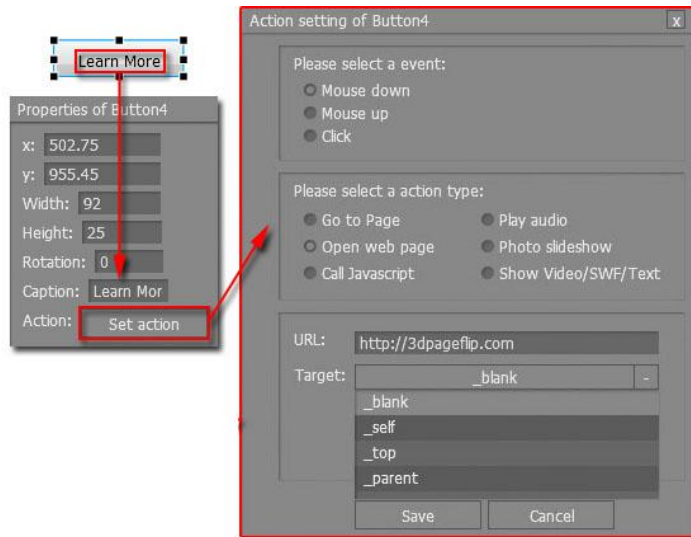 Learn More
Properties of Button4
x: 502.75
y: 955.45
Width: 92
Height: 25
Rotation: 0
Caption: Learn Mor
Action: Set action
Action setting of Button4 x
Please select a event:
Mouse down
Mouse up
Click
Please select a action type:
Go to Page Play audio
Open web page Photo slideshow
Call Javascript Show Video/SWF/Text
URL: http://3dpageflip.com
Target: _blank -
_blank
_self
_top
_parent
Save Cancel